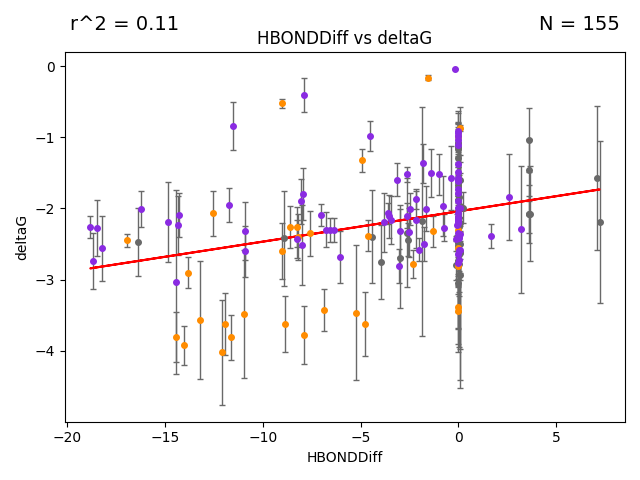 r^2 = 0.11
N = 155
HBONDDiff vs deltaG
deltaG
0
−1
−2
−3
−4
−20
−15
−10
−5
0
5
HBONDDiff